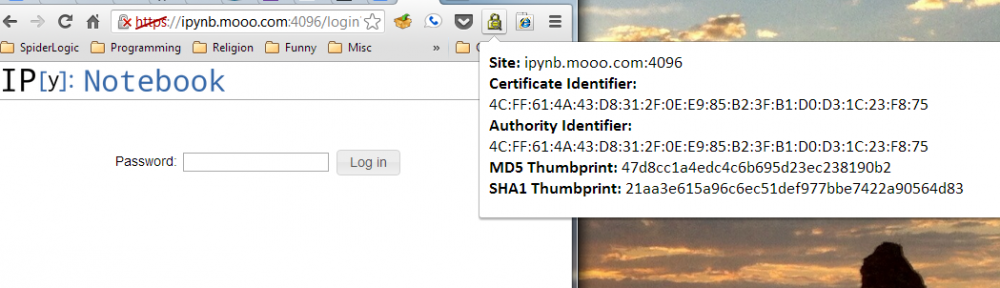 https://ipynb.mooo.com:4096/login
SpiderLogic Programming Religion Funny Misc »
IP[y]: Notebook
Password: Log in
Site: ipynb.mooo.com:4096
Certificate Identifier:
4C:FF:61:4A:43:D8:31:2F:0E:E9:85:B2:3F:B1:D0:D3:1C:23:F8:75
Authority Identifier:
4C:FF:61:4A:43:D8:31:2F:0E:E9:85:B2:3F:B1:D0:D3:1C:23:F8:75
MD5 Thumbprint: 47d8cc1a4edc4c6b695d23ec238190b2
SHA1 Thumbprint: 21aa3e615a96c6ec51def977bbe7422a90564d83